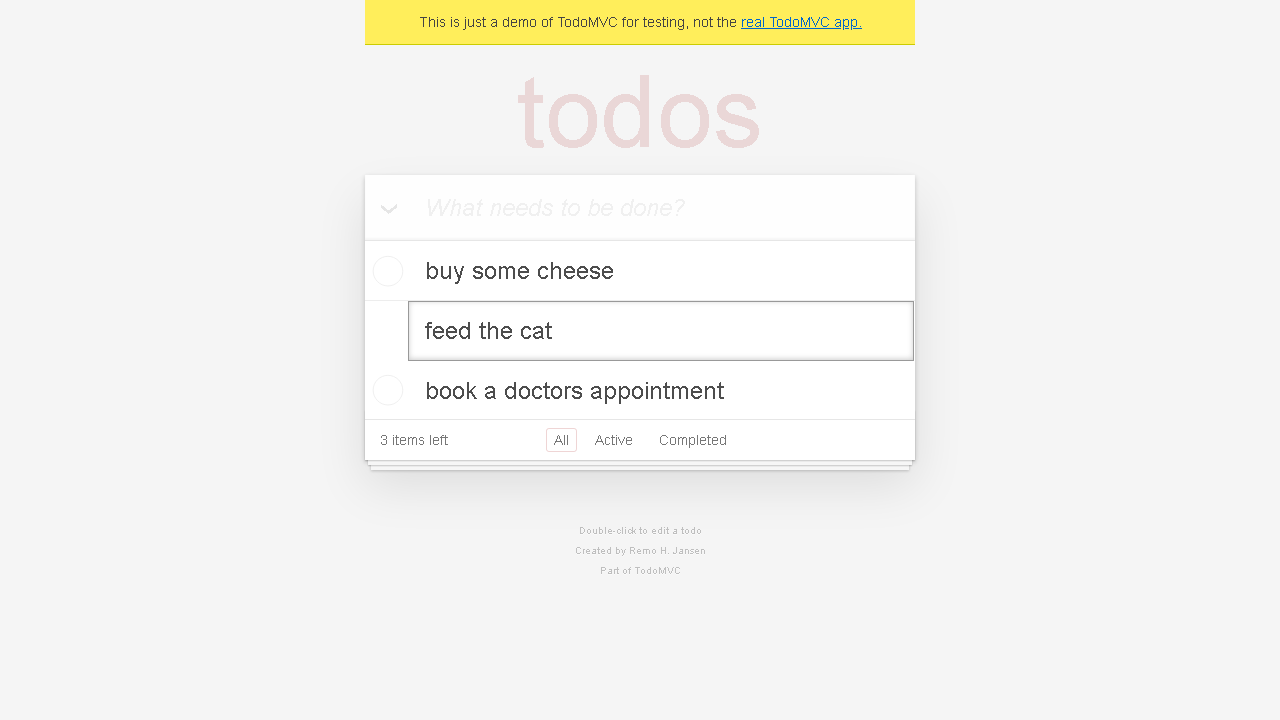 This is just a demo of TodoMVC for testing, not the real TodoMVC app.
todos
What needs to be done?
buy some cheese
feed the cat
book a doctors appointment
3 items left
All
Active
Completed
Double-click to edit a todo
Created by Remo H. Jansen
Part of TodoMVC